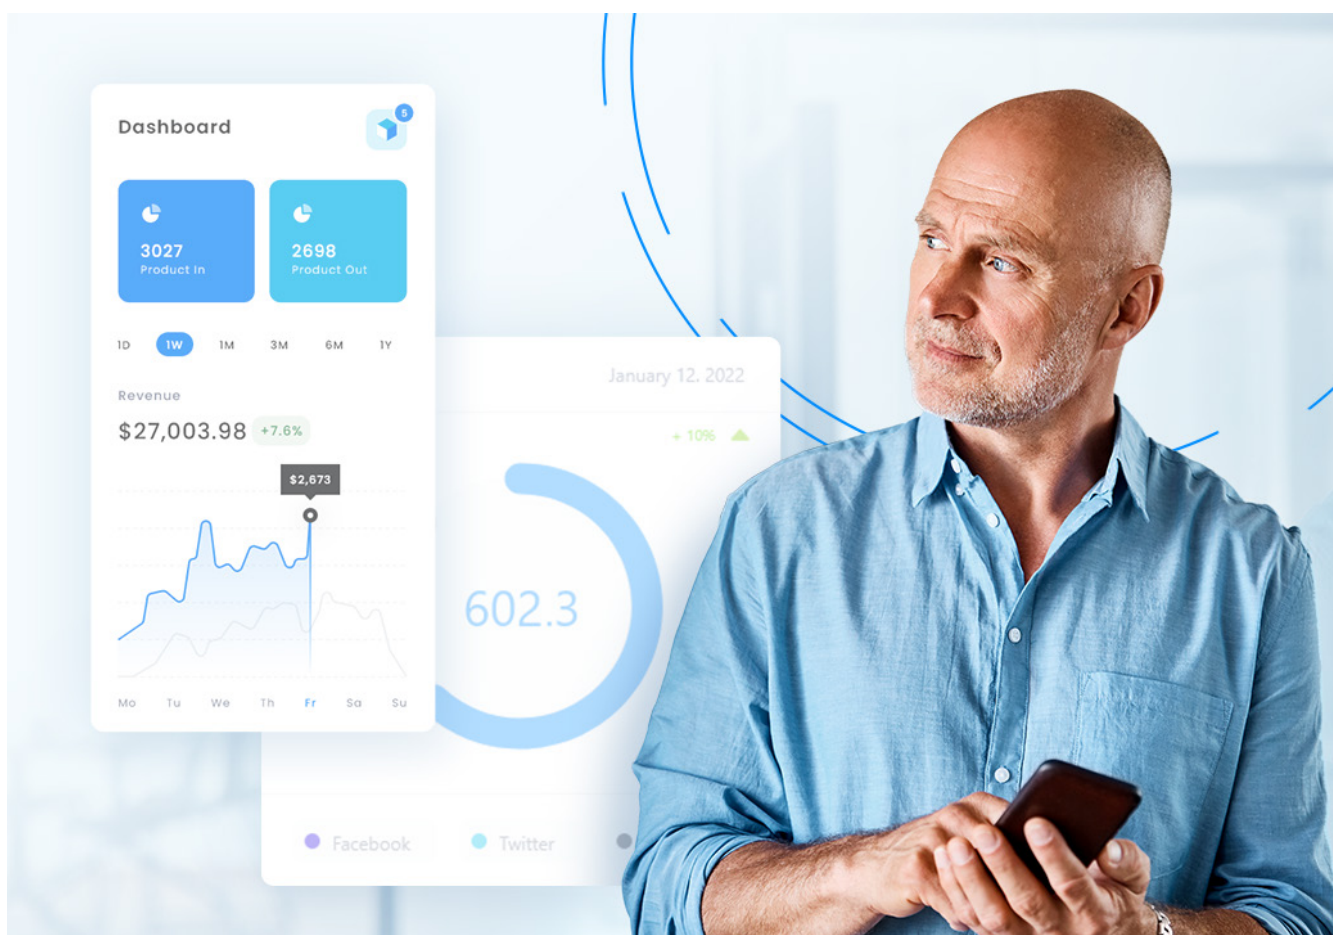 Dashboard
5
3027
Product In
2698
Product Out
1D 1W 1M 3M 6M 1Y
Revenue
$27,003.98 +7.6%
$2,673
Mo Tu We Th Fr Sa Su
January 12. 2022
+ 10%
602.3
Facebook Twitter